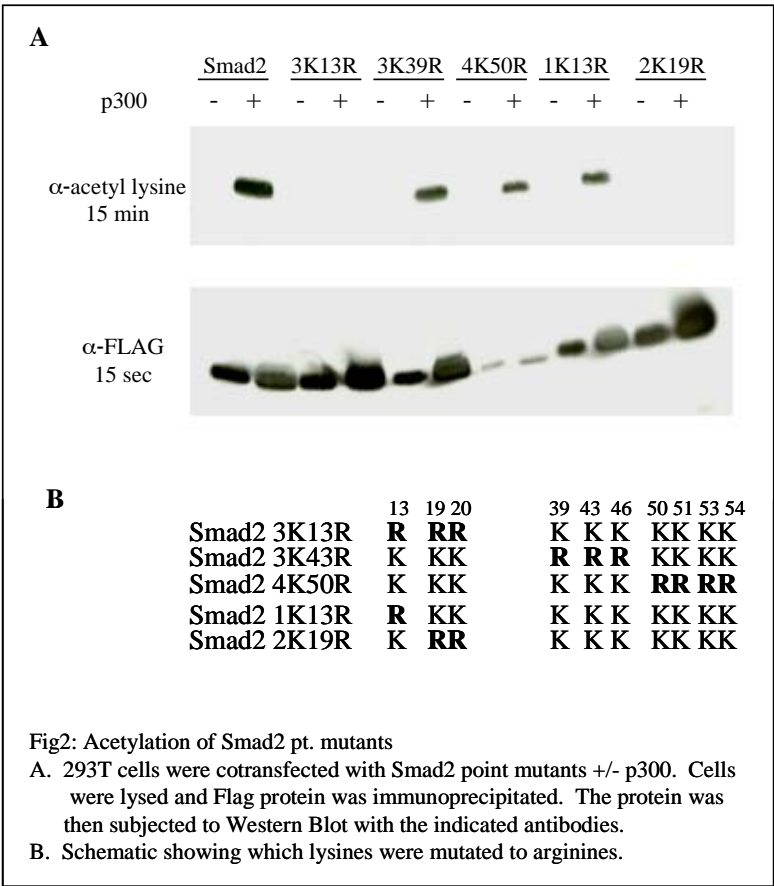 A
Smad2 3K13R 3K39R 4K50R 1K13R 2K19R
p300 - + - + - + - + - + - +
α-acetyl lysine
15 min
α-FLAG
15 sec
B
13 19 20 39 43 46 50 51 53 54
Smad2 3K13R R RR K K K KK KK
Smad2 3K43R K KK R R R KK KK
Smad2 4K50R K KK K K K RR RR
Smad2 1K13R R KK K K K KK KK
Smad2 2K19R K RR K K K KK KK
Fig2: Acetylation of Smad2 pt. mutants
A. 293T cells were cotransfected with Smad2 point mutants +/- p300. Cells
were lysed and Flag protein was immunoprecipitated. The protein was
then subjected to Western Blot with the indicated antibodies.
B. Schematic showing which lysines were mutated to arginines.